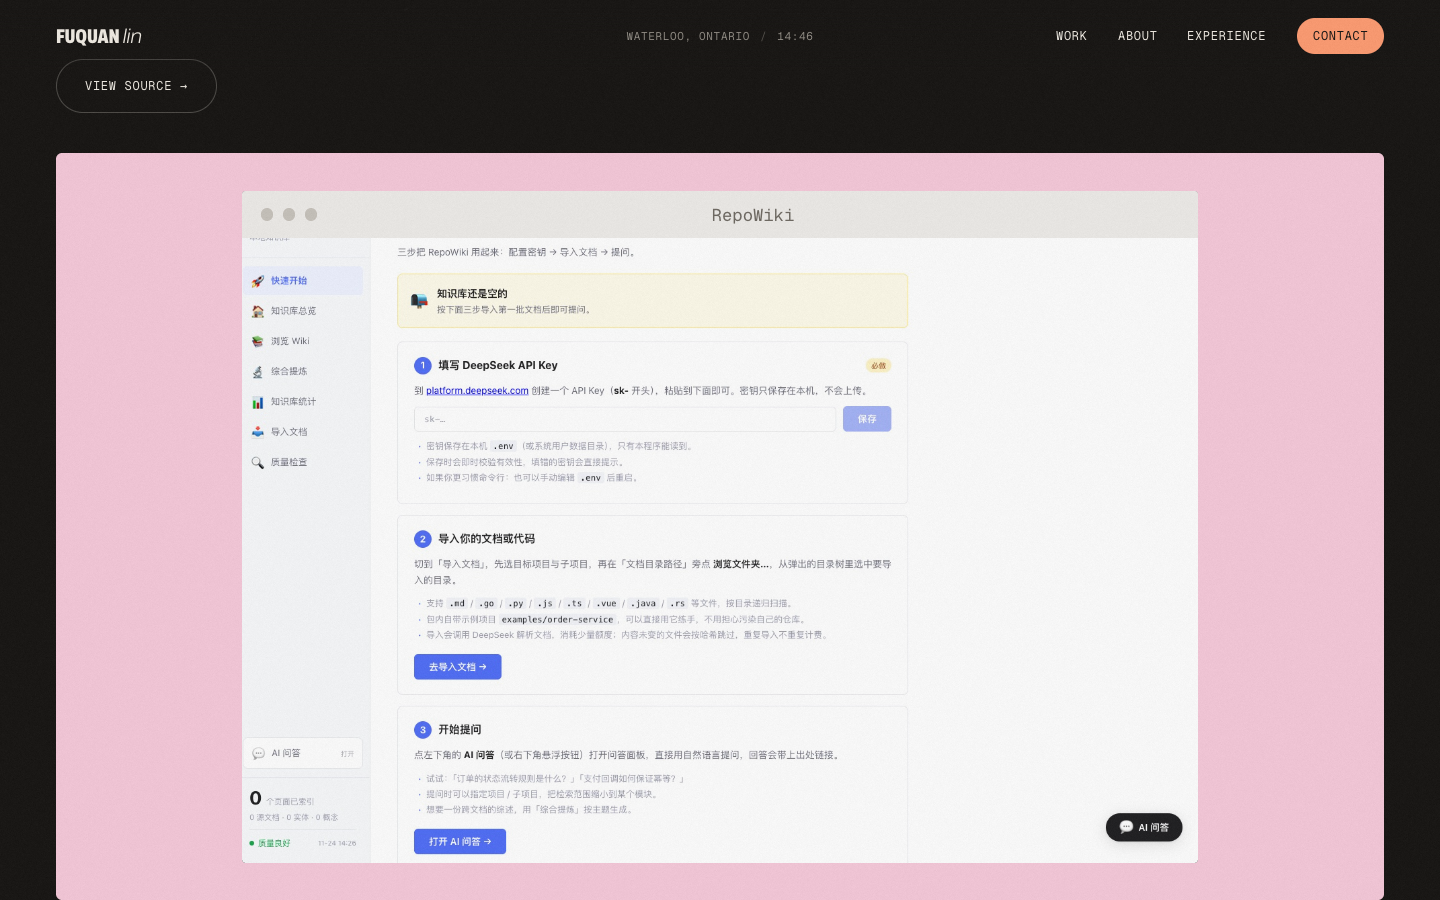 FUQUAN lin
WATERLOO, ONTARIO / 14:46
WORK
ABOUT
EXPERIENCE
CONTACT
VIEW SOURCE →
RepoWiki
快速开始
知识库总览
浏览 Wiki
综合提炼
知识库统计
导入文档
质量检查
AI 问答
打开
0 个页面已索引
0 源文档 · 0 实体 · 0 概念
质量良好
11-24 14:26
三步把 RepoWiki 用起来：配置密钥 → 导入文档 → 提问。
知识库还是空的
按下面三步导入第一批文档后即可提问。
1 填写 DeepSeek API Key
必做
到 platform.deepseek.com 创建一个 API Key（sk- 开头），粘贴到下面即可。密钥只保存在本机，不会上传。
sk-…
保存
· 密钥保存在本机 .env（或系统用户数据目录），只有本程序能读到。
· 保存时会即时校验有效性，填错的密钥会直接提示。
· 如果你更习惯命令行：也可以手动编辑 .env 后重启。
2 导入你的文档或代码
切到「导入文档」，先选目标项目与子项目，再在「文档目录路径」旁点 浏览文件夹…，从弹出的目录树里选中要导
入的目录。
· 支持 .md / .go / .py / .js / .ts / .vue / .java / .rs 等文件，按目录递归扫描。
· 包内自带示例项目 examples/order-service，可以直接用它练手，不用担心污染自己的仓库。
· 导入会调用 DeepSeek 解析文档，消耗少量额度；内容未变的文件会按哈希跳过，重复导入不重复计费。
去导入文档 →
3 开始提问
点左下角的 AI 问答（或右下角悬浮按钮）打开问答面板，直接用自然语言提问，回答会带上出处链接。
· 试试：「订单的状态流转规则是什么？」「支付回调如何保证幂等？」
· 提问时可以指定项目 / 子项目，把检索范围缩小到某个模块。
· 想要一份跨文档的综述，用「综合提炼」按主题生成。
打开 AI 问答 →
AI 问答